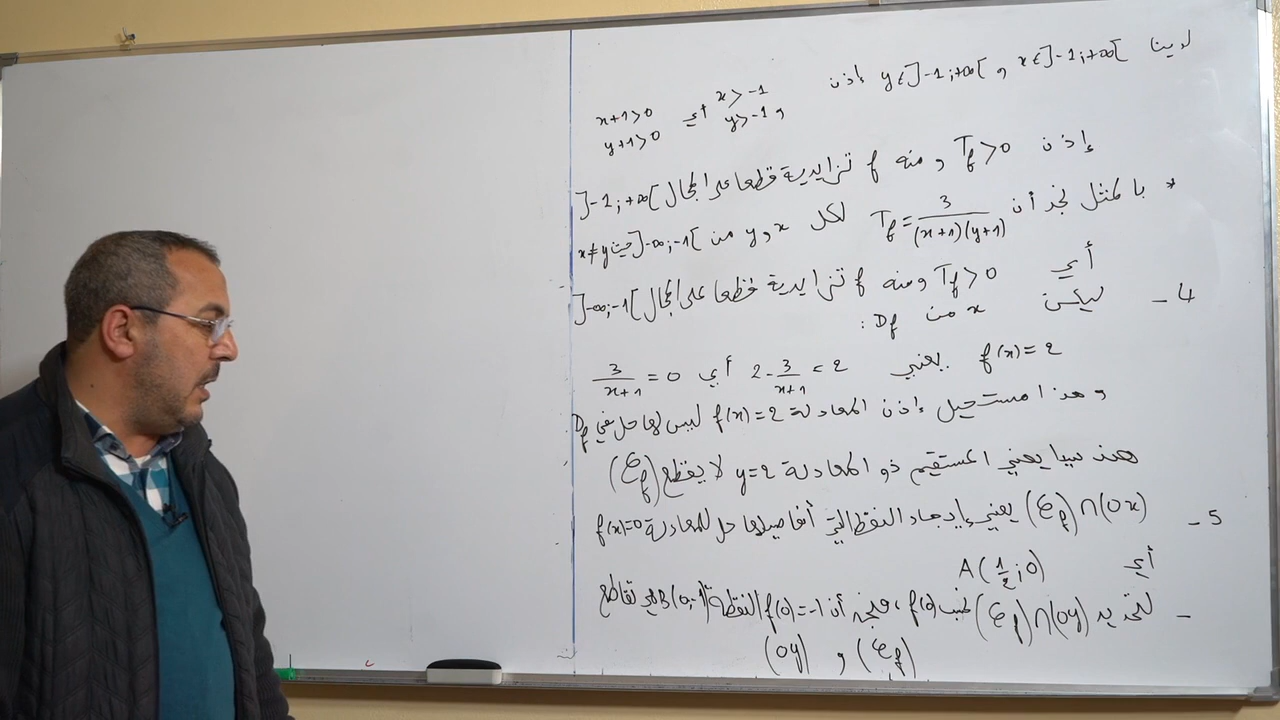 لدينا x∈]-1;+∞[ و y∈]-1;+∞[ إذن
x>-1 و y>-1 أي x+1>0 y+1>0
إذن T_f>0 ومنه f تزايدية قطعا على المجال ]-1;+∞[
* بالمثل نجد أن T_f = 3/((x+1)(y+1)) لكل x و y من ]-∞;-1[ حيث x≠y
أي T_f>0 ومنه f تزايدية قطعا على المجال ]-∞;-1[
4 - ليكن x من D_f :
f(x)=2 يعني 2-3/(x+1)=2 أي 3/(x+1)=0
وهذا مستحيل إذن المعادلة f(x)=2 ليس لها حل في D_f
هندسيا يعني المستقيم ذو المعادلة y=2 لا يقطع (C_f)
5 - (C_f)∩(Ox) يعني إيجاد النقط التي أفاصيلها حل للمعادلة f(x)=0
أي A(1/2;0)
- لتحديد (C_f)∩(Oy) نحسب f(0)، فنجد أن f(0)=-1 النقطة B(0,-1) هي تقاطع
(C_f) و (Oy)